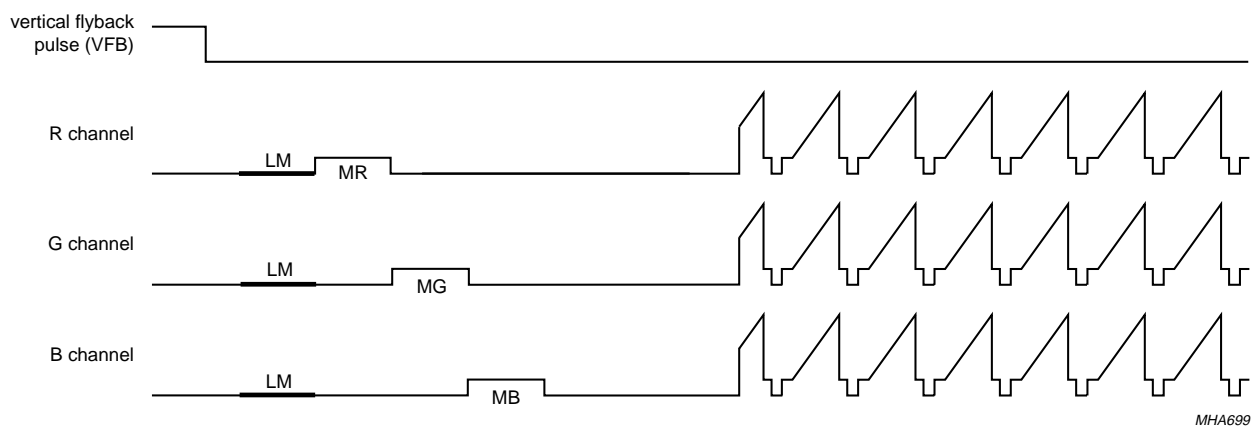 vertical flyback
pulse (VFB)
R channel
LM
MR
G channel
LM
MG
B channel
LM
MB
MHA699